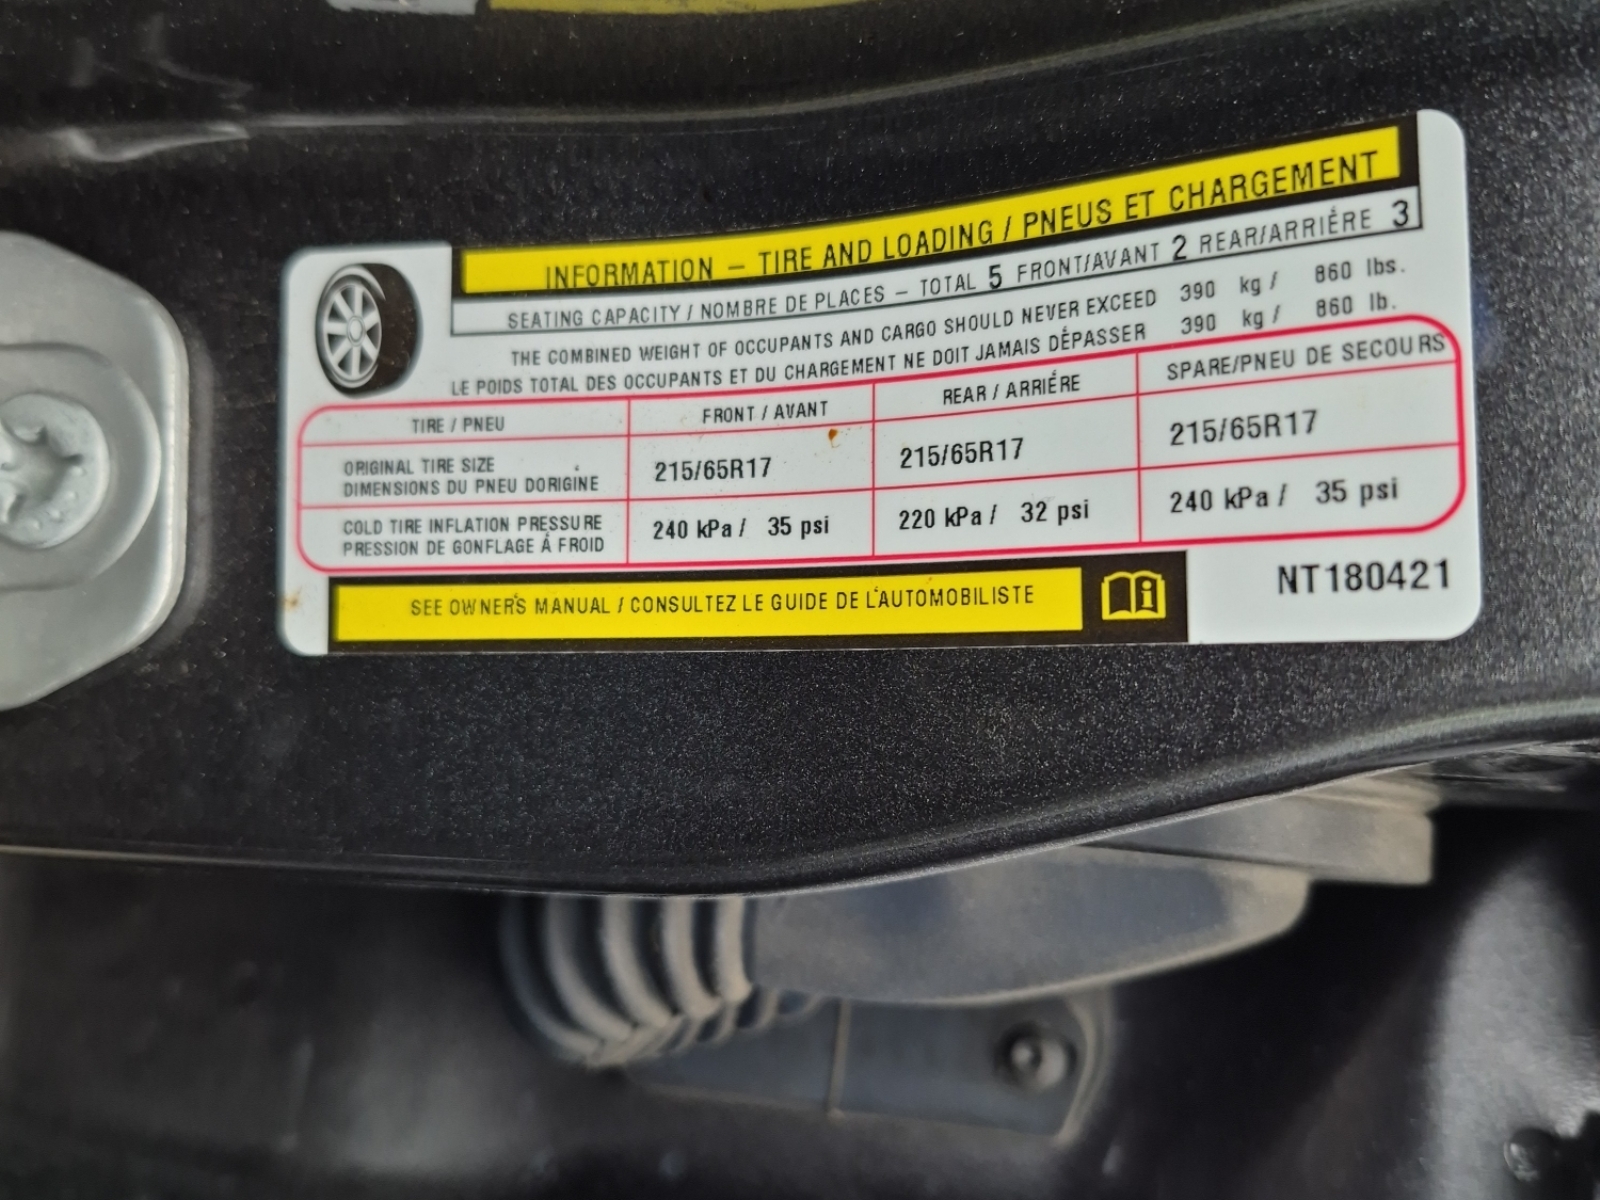 INFORMATION – TIRE AND LOADING / PNEUS ET CHARGEMENT
SEATING CAPACITY / NOMBRE DE PLACES – TOTAL 5 FRONT/AVANT 2 REAR/ARRIÈRE 3
THE COMBINED WEIGHT OF OCCUPANTS AND CARGO SHOULD NEVER EXCEED 390 kg / 860 lbs.
LE POIDS TOTAL DES OCCUPANTS ET DU CHARGEMENT NE DOIT JAMAIS DÉPASSER 390 kg / 860 lb.
TIRE / PNEU FRONT / AVANT REAR / ARRIÉRE SPARE/PNEU DE SECOURS
ORIGINAL TIRE SIZE
DIMENSIONS DU PNEU D'ORIGINE 215/65R17 215/65R17 215/65R17
COLD TIRE INFLATION PRESSURE
PRESSION DE GONFLAGE Á FROID 240 kPa / 35 psi 220 kPa / 32 psi 240 kPa / 35 psi
SEE OWNER'S MANUAL / CONSULTEZ LE GUIDE DE L'AUTOMOBILISTE
NT180421